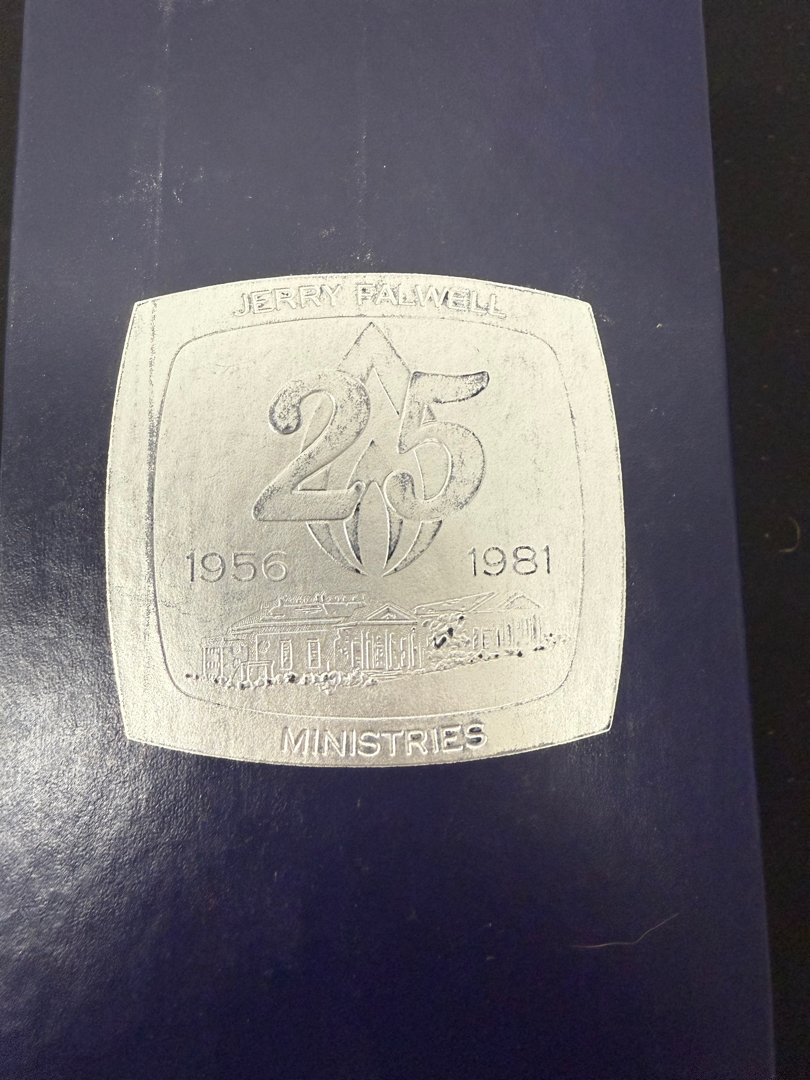 JERRY FALWELL
25
1956 1981
MINISTRIES